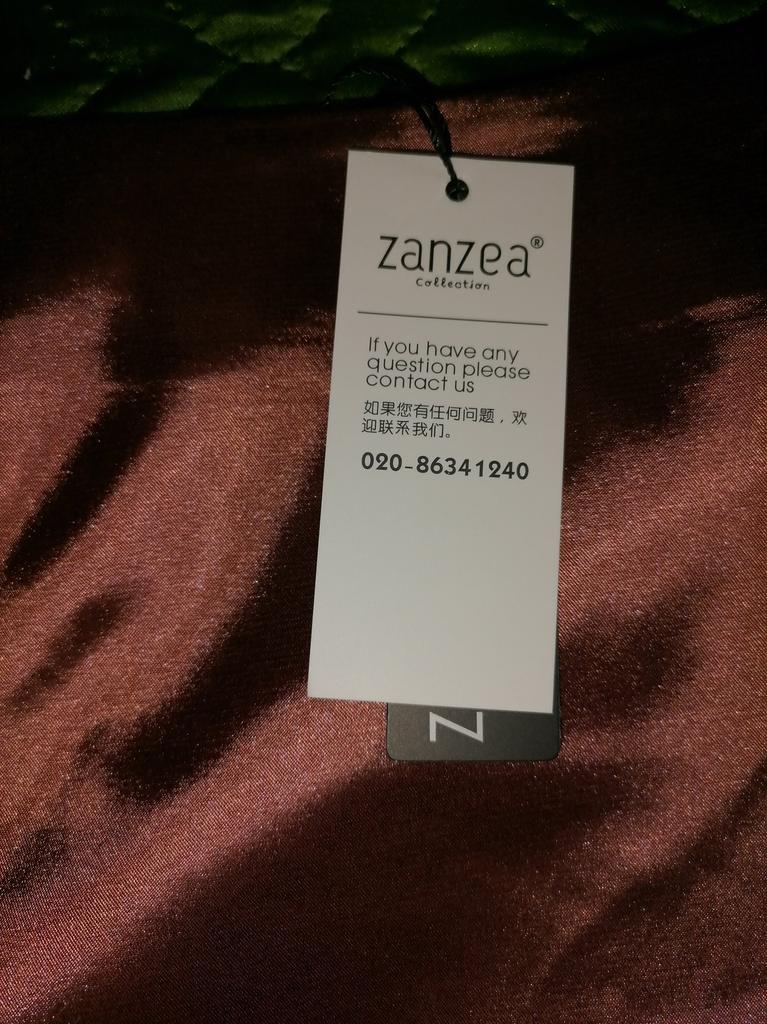 zanzea®
Collection
If you have any
question please
contact us
如果您有任何问题，欢
迎联系我们。
020-86341240
Z